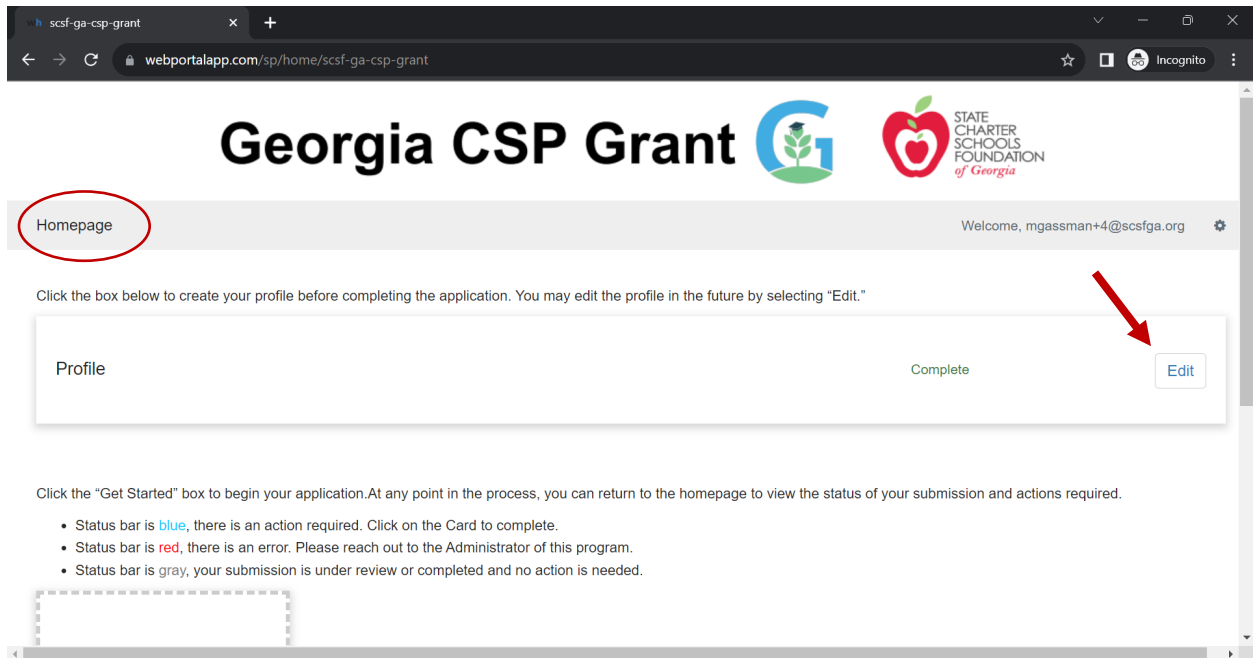 wh scsf-ga-csp-grant
webportalapp.com/sp/home/scsf-ga-csp-grant
Incognito
Georgia CSP Grant
STATE
CHARTER
SCHOOLS
FOUNDATION
of Georgia
Homepage
Welcome, mgassman+4@scsfga.org
Click the box below to create your profile before completing the application. You may edit the profile in the future by selecting “Edit.”
Profile
Complete
Edit
Click the “Get Started” box to begin your application.At any point in the process, you can return to the homepage to view the status of your submission and actions required.
• Status bar is blue, there is an action required. Click on the Card to complete.
• Status bar is red, there is an error. Please reach out to the Administrator of this program.
• Status bar is gray, your submission is under review or completed and no action is needed.